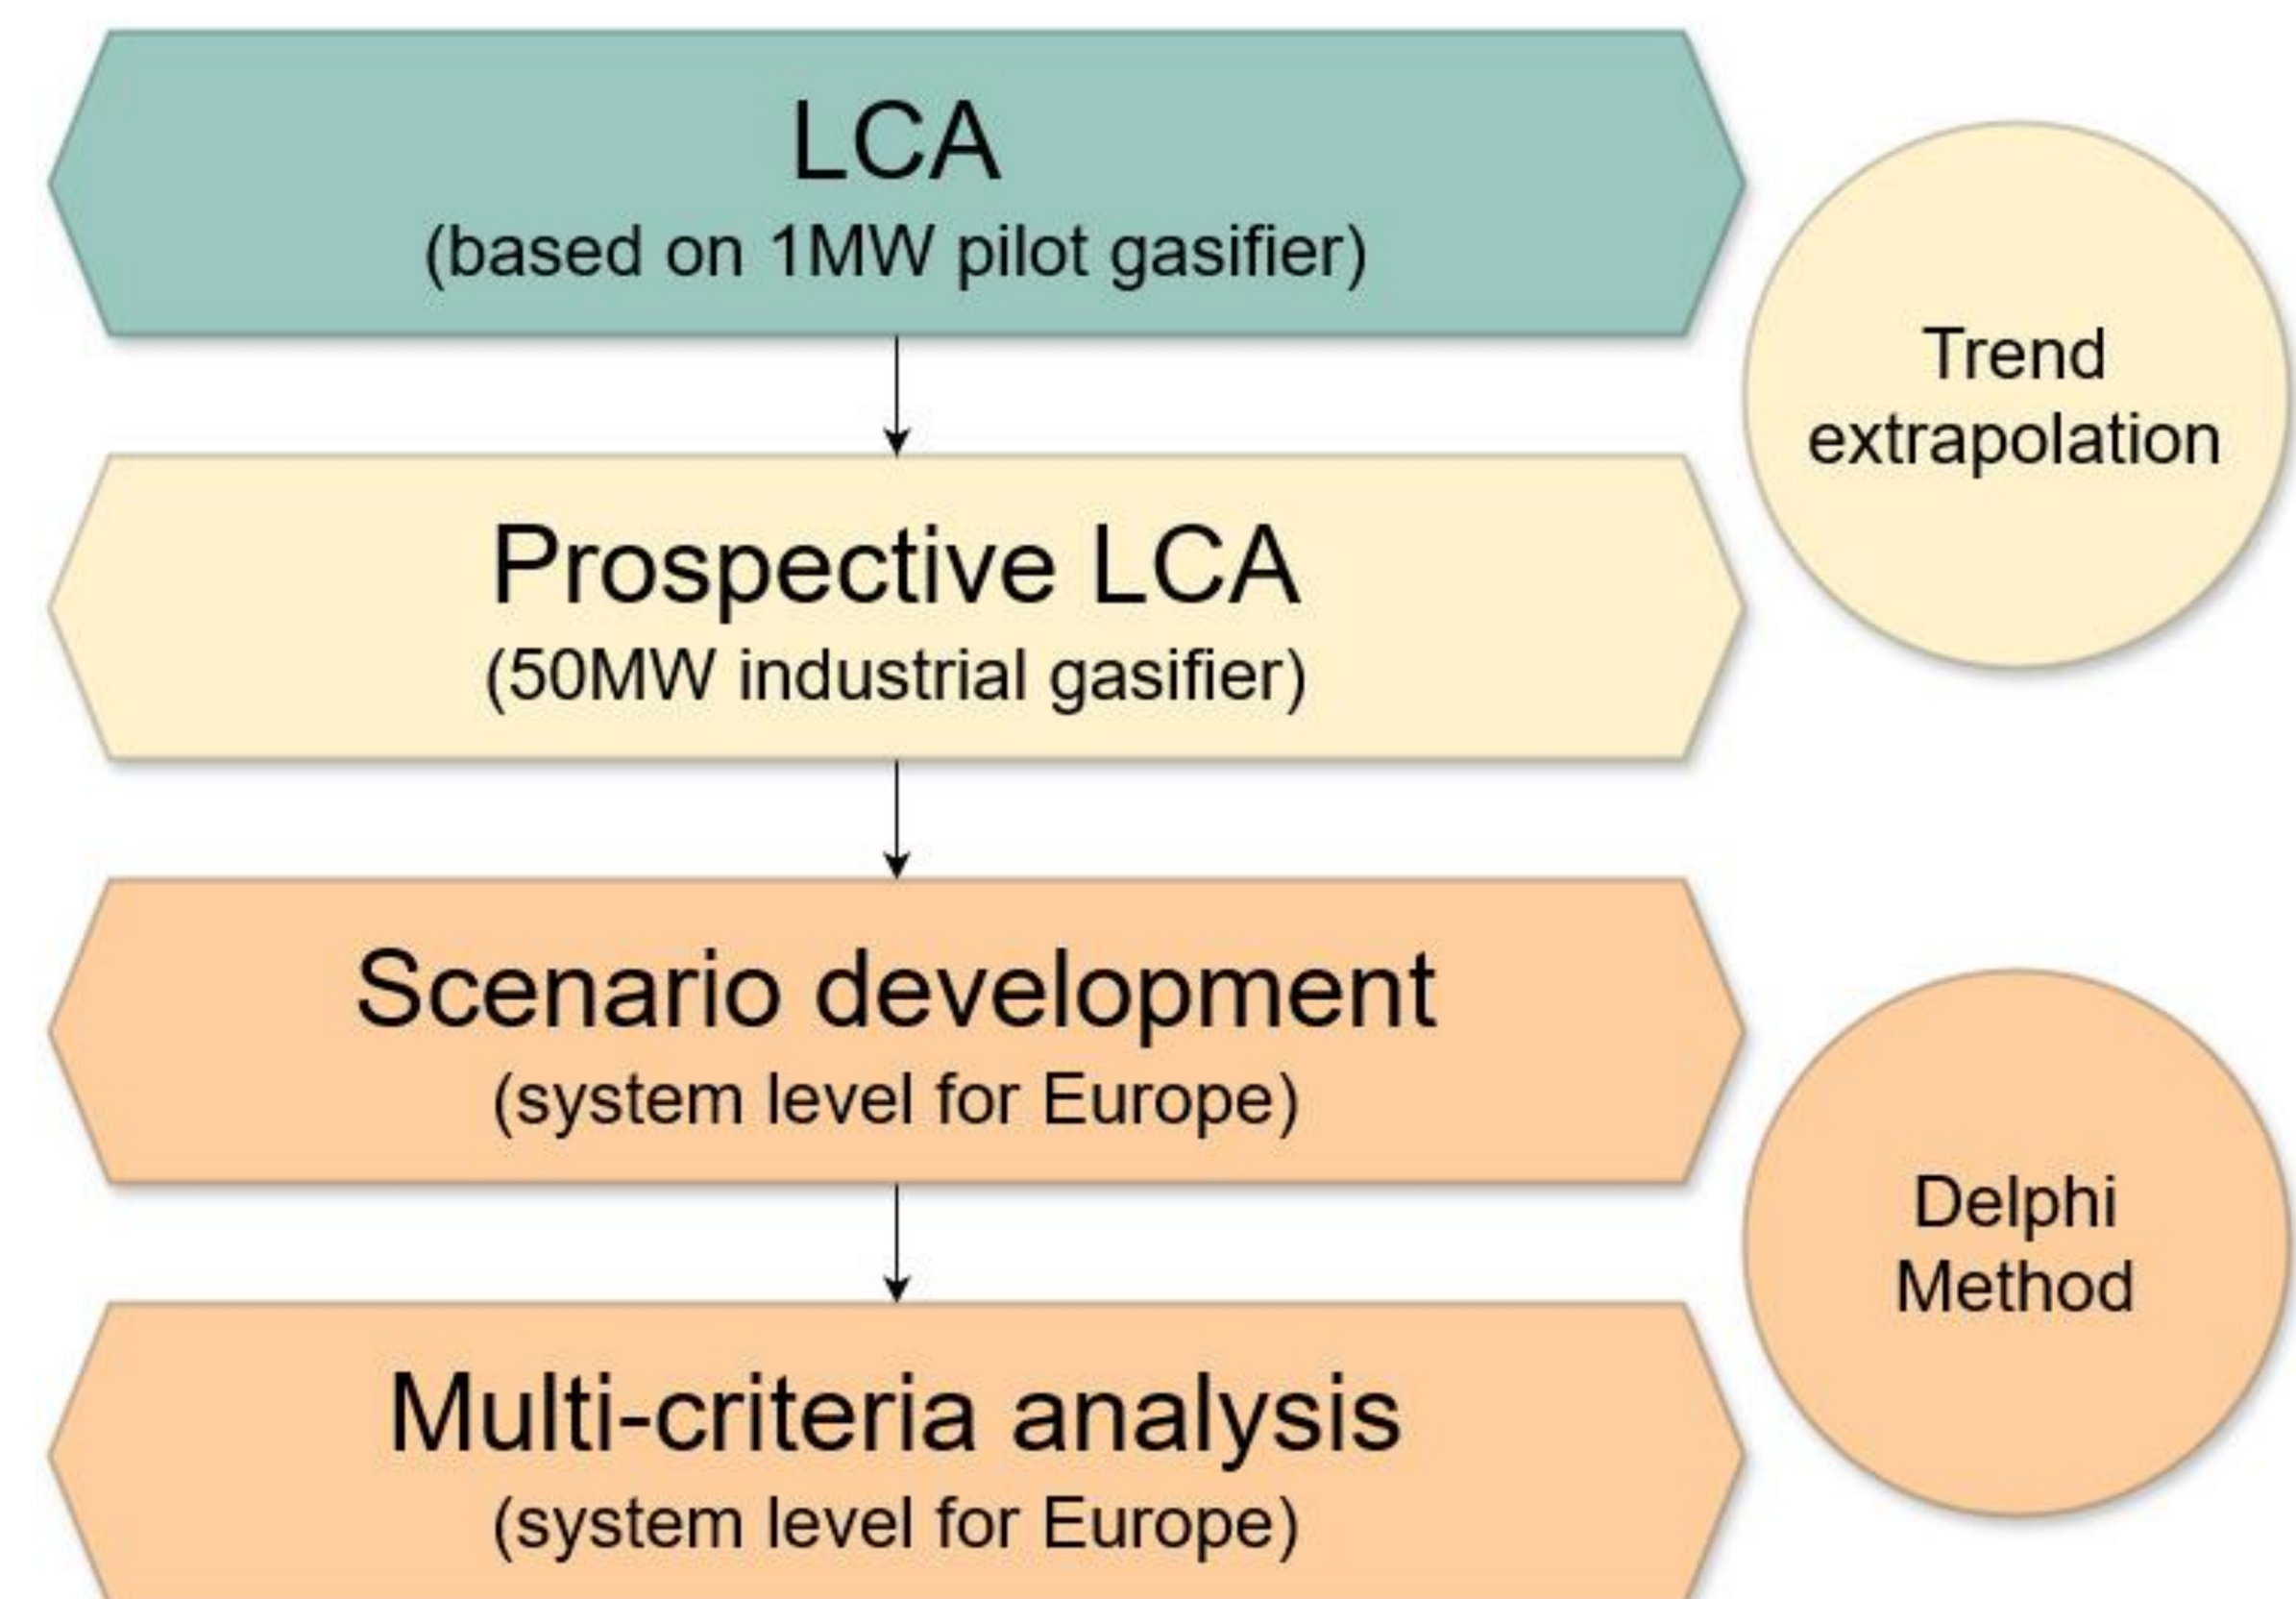 LCA
(based on 1MW pilot gasifier)
Trend
extrapolation
Prospective LCA
(50MW industrial gasifier)
Scenario development
(system level for Europe)
Delphi
Method
Multi-criteria analysis
(system level for Europe)